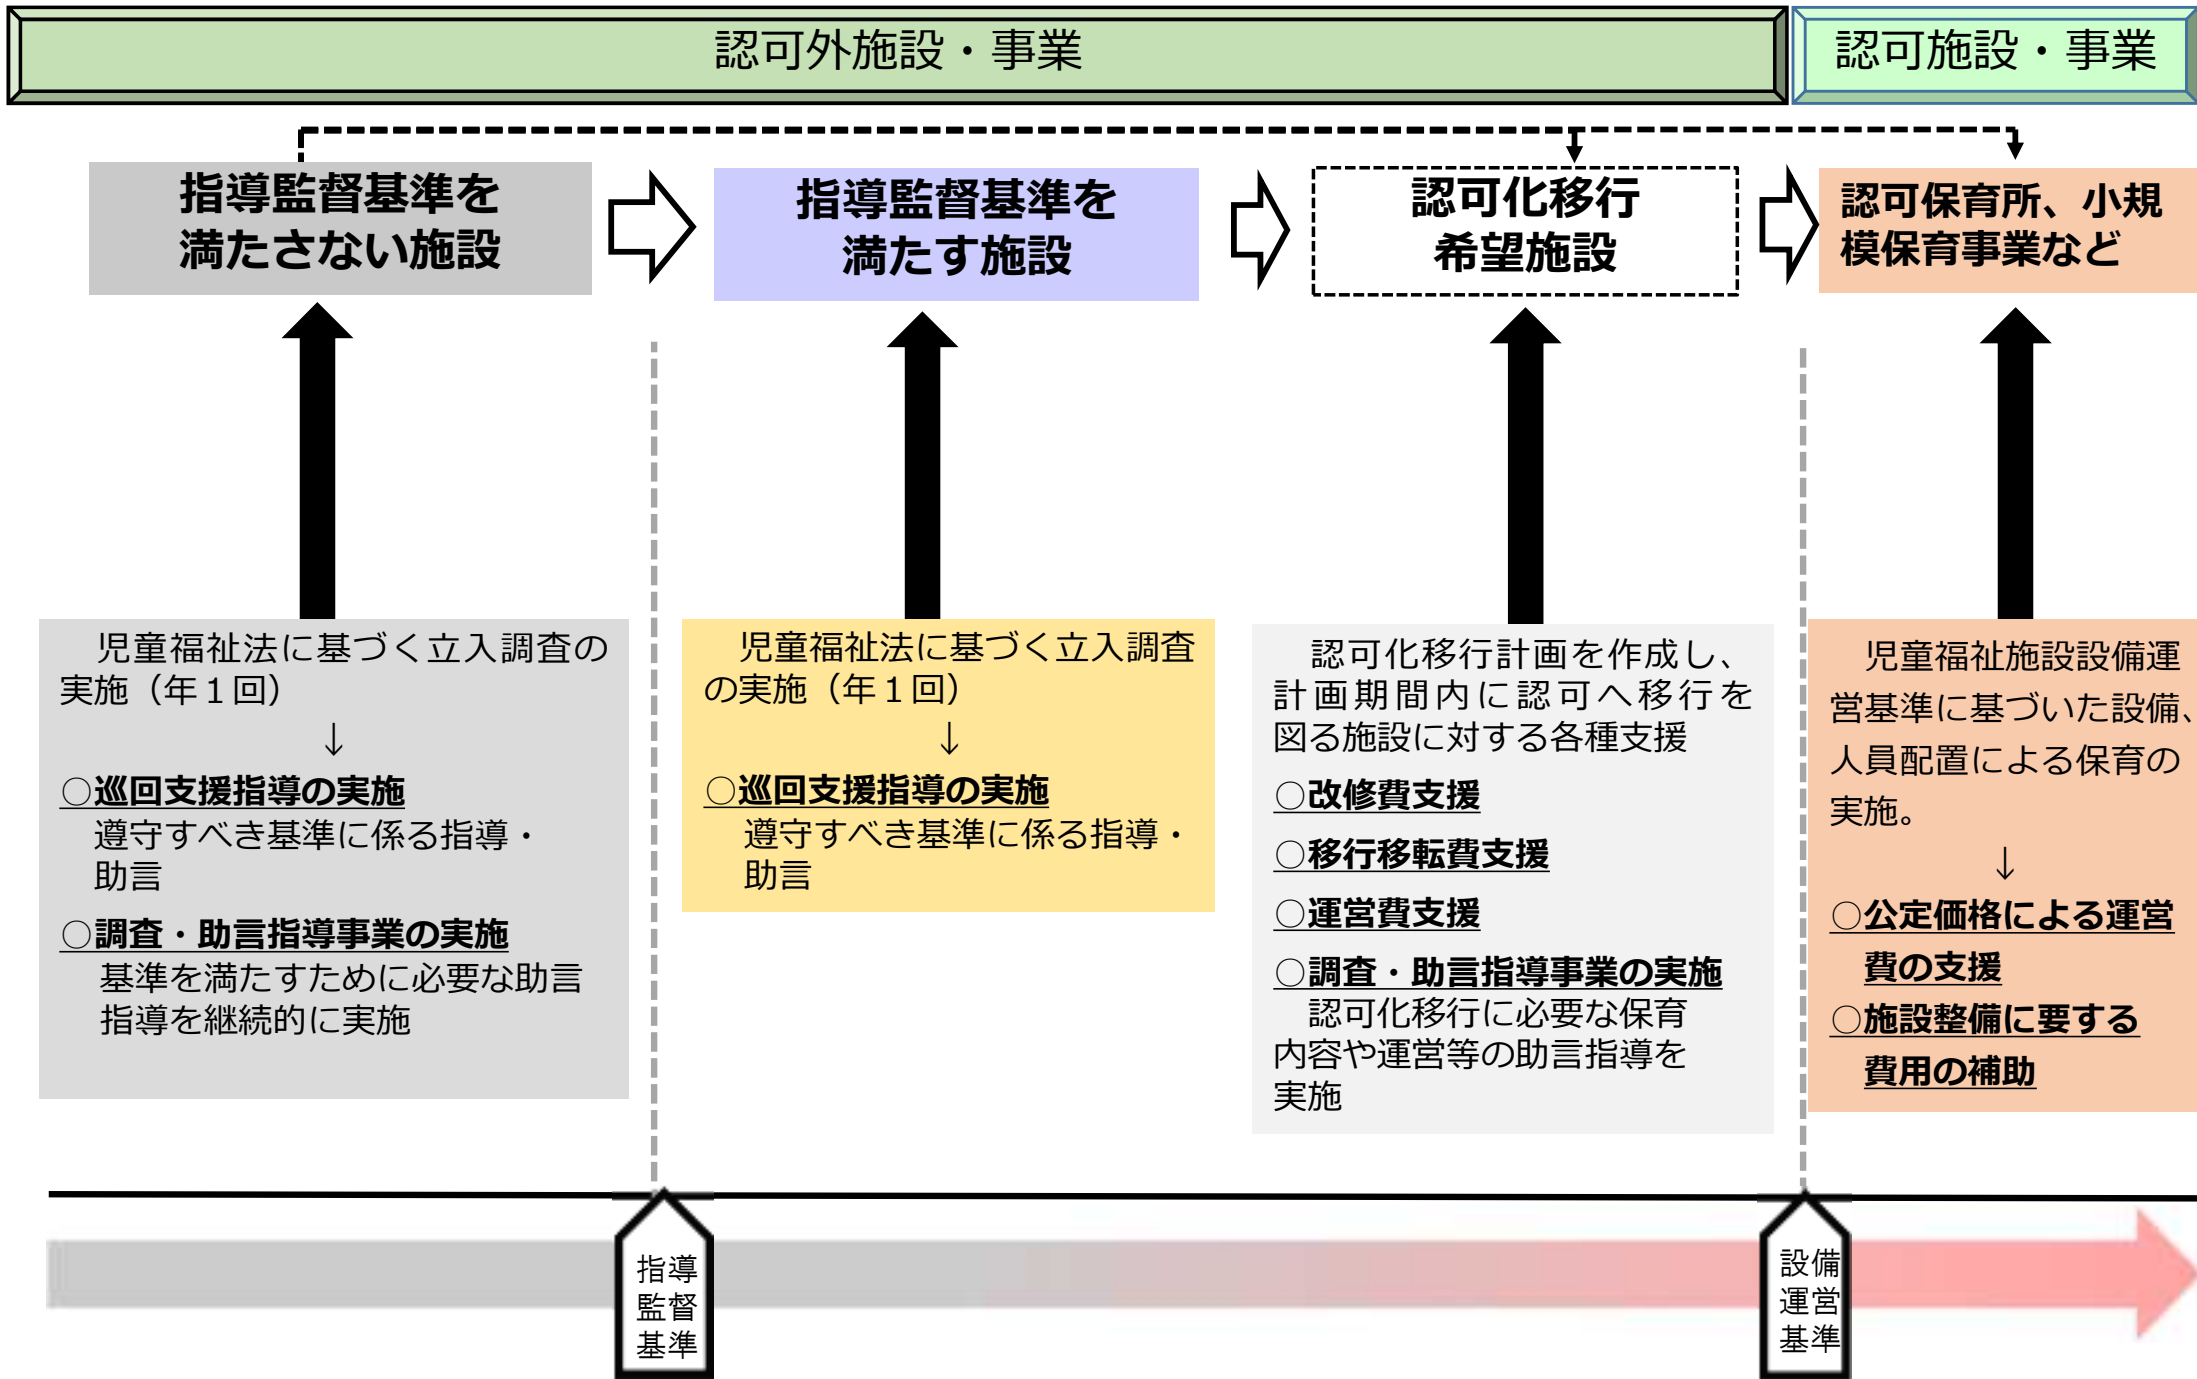 認可外施設・事業
認可施設・事業
指導監督基準を
満たさない施設
指導監督基準を
満たす施設
認可化移行
希望施設
認可保育所、小規
模保育事業など
児童福祉法に基づく立入調査の
実施（年１回）
↓
○巡回支援指導の実施
遵守すべき基準に係る指導・
助言
○調査・助言指導事業の実施
基準を満たすために必要な助言
指導を継続的に実施
児童福祉法に基づく立入調査
の実施（年１回）
↓
○巡回支援指導の実施
遵守すべき基準に係る指導・
助言
認可化移行計画を作成し、
計画期間内に認可へ移行を
図る施設に対する各種支援
○改修費支援
○移行移転費支援
○運営費支援
○調査・助言指導事業の実施
認可化移行に必要な保育
内容や運営等の助言指導を
実施
児童福祉施設設備運
営基準に基づいた設備、
人員配置による保育の
実施。
↓
○公定価格による運営
費の支援
○施設整備に要する
費用の補助
指導
監督
基準
設備
運営
基準